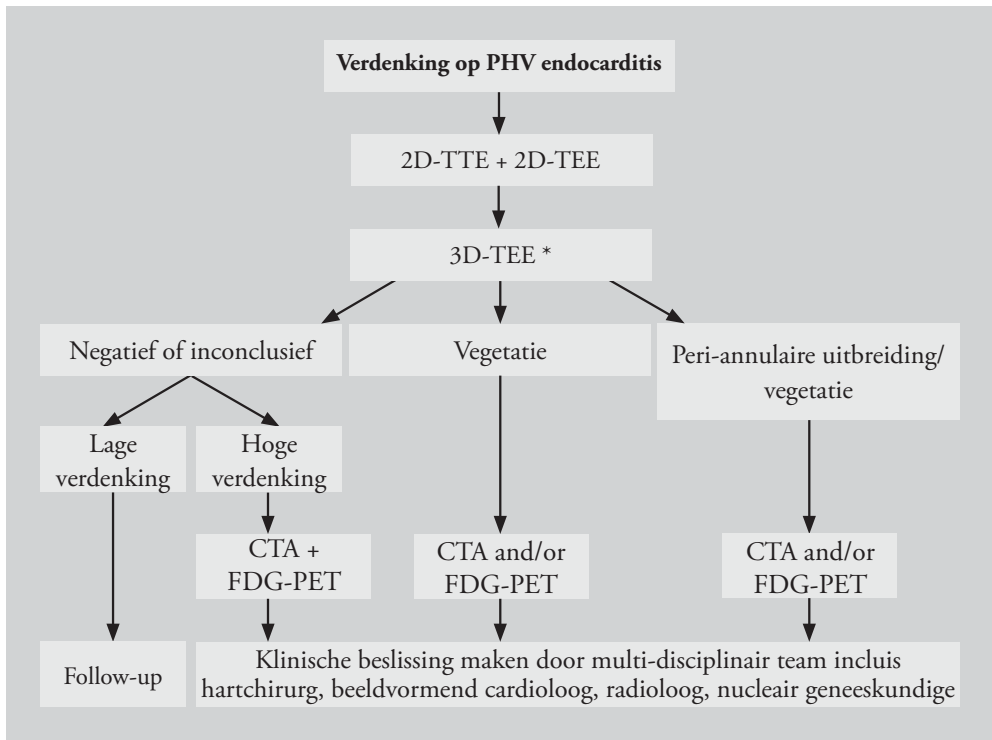 Verdenking op PHV endocarditis
2D-TTE + 2D-TEE
3D-TEE *
Negatief of inconclusief
Vegetatie
Peri-annulaire uitbreiding/
vegetatie
Lage
verdenking
Hoge
verdenking
CTA +
FDG-PET
CTA and/or
FDG-PET
CTA and/or
FDG-PET
Follow-up
Klinische beslissing maken door multi-disciplinair team incluis
hartchirurg, beeldvormend cardioloog, radioloog, nucleair geneeskundige